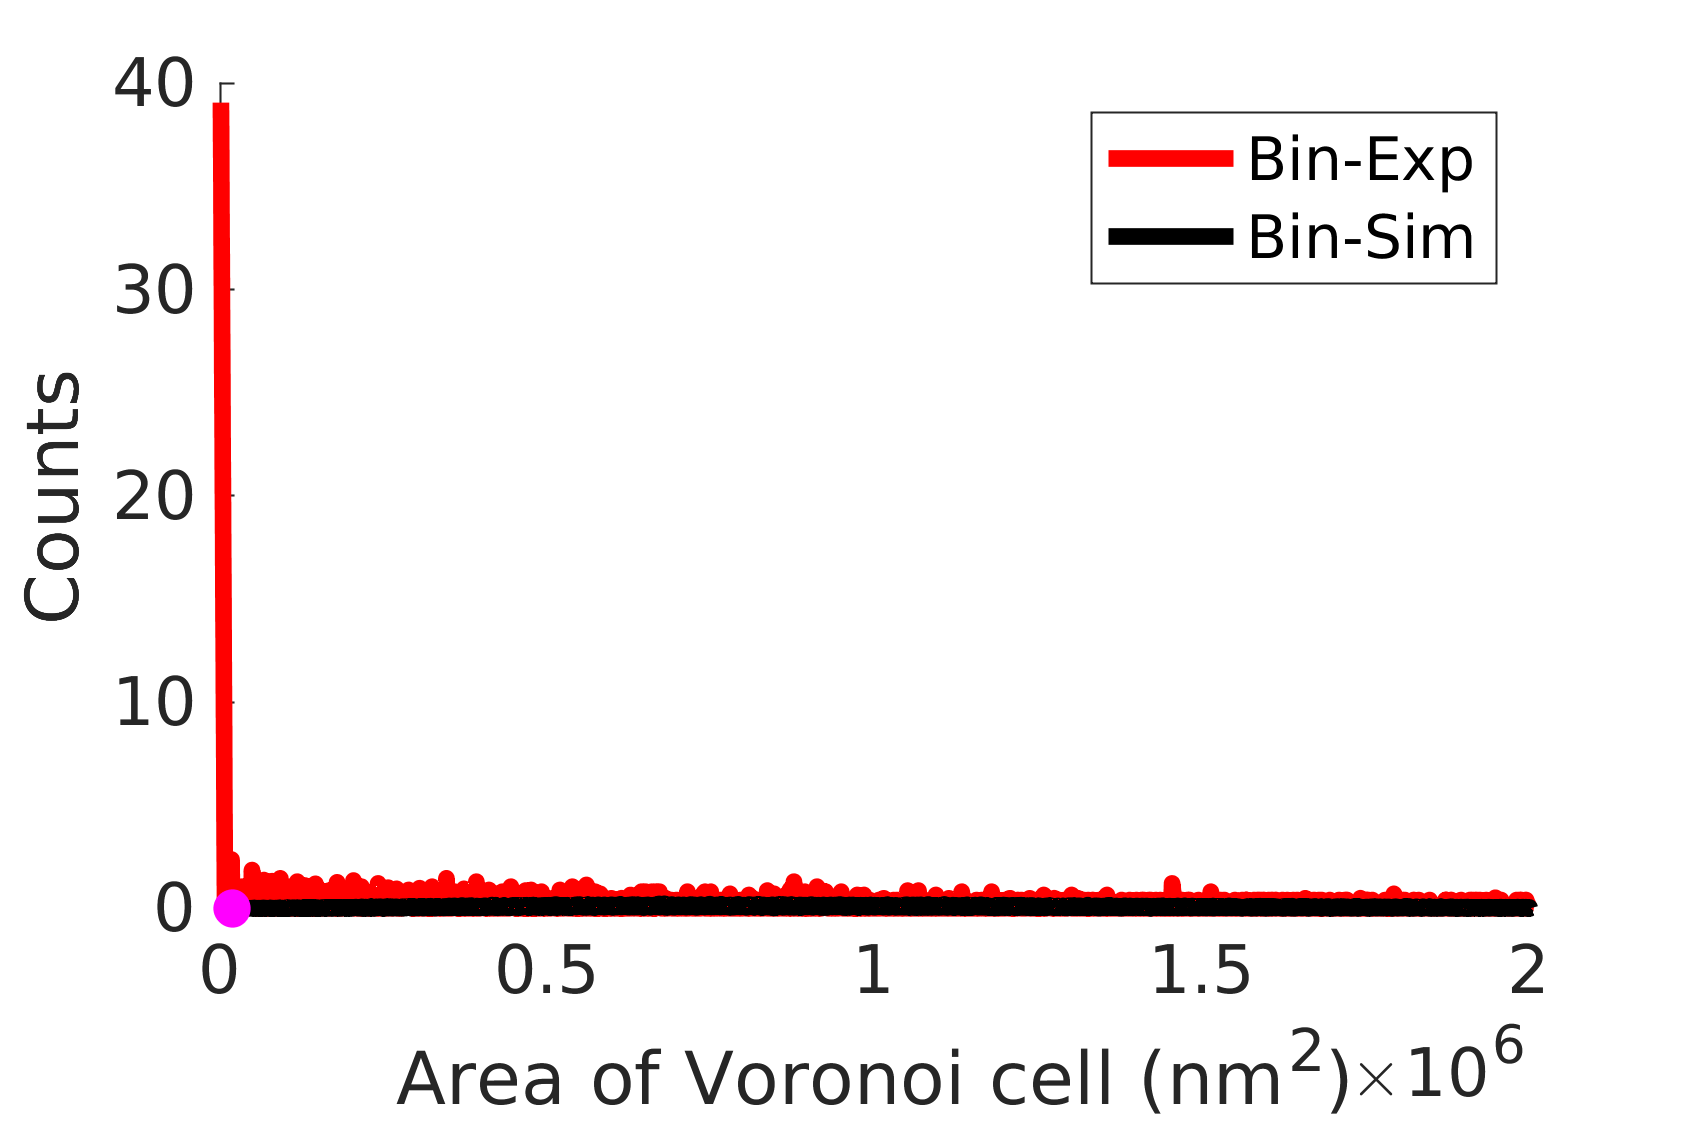 40
30
20
10
0
Counts
Bin-Exp
Bin-Sim
0 0.5 1 1.5 2
Area of Voronoi cell (nm²)×10⁶